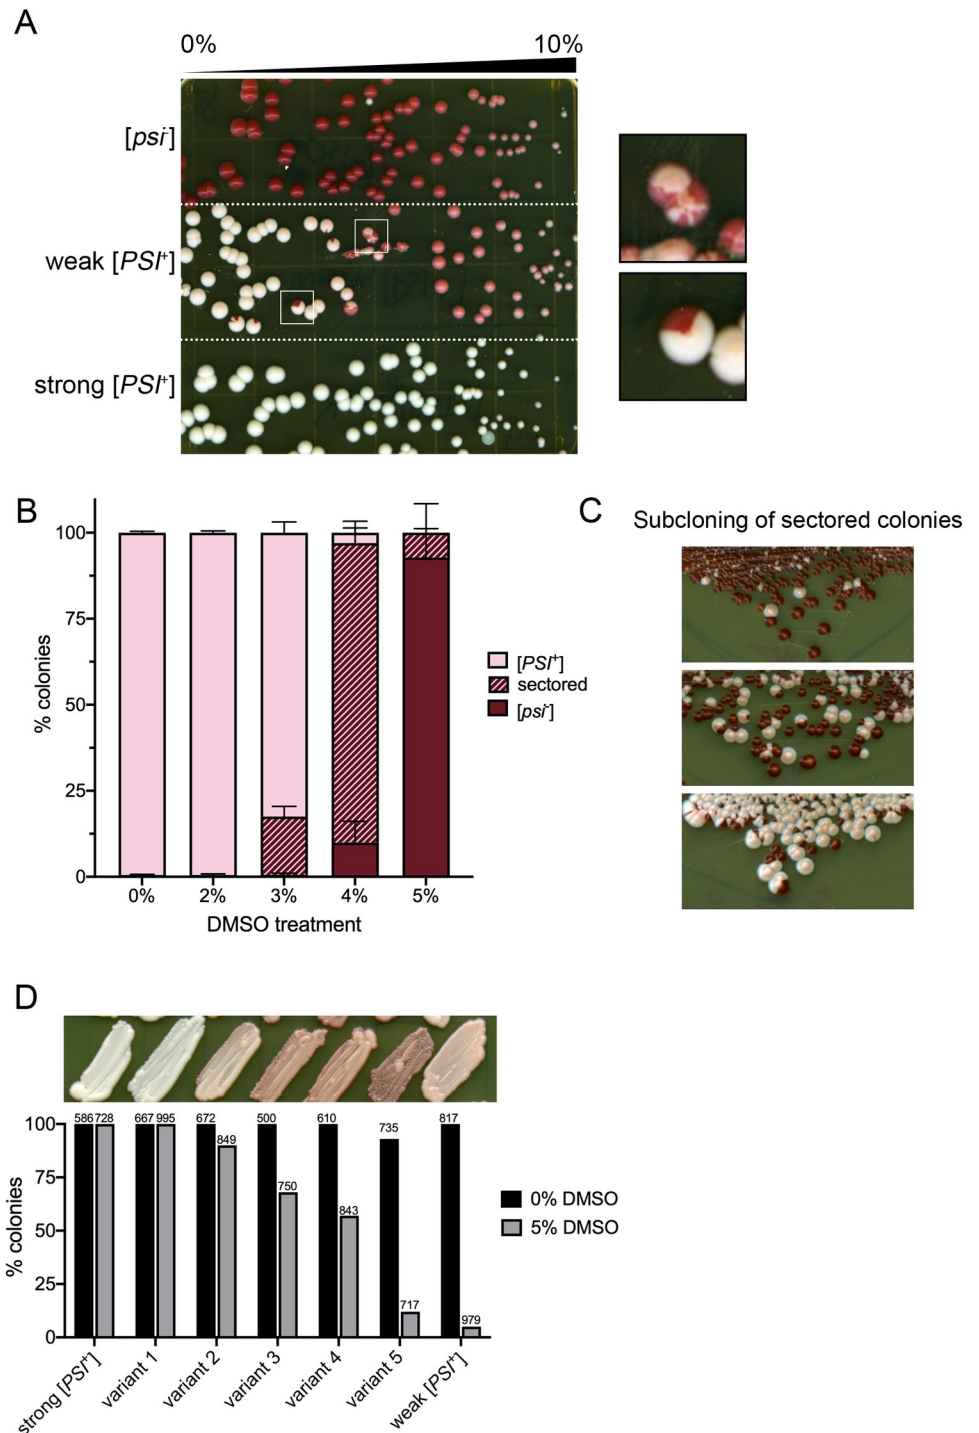 A
0% 10%
[psi-]
weak [PSI+]
strong [PSI+]
B
100
75
50
25
0
% colonies
0% 2% 3% 4% 5%
DMSO treatment
[PSI+]
sectored
[psi-]
C
Subcloning of sectored colonies
D
586 728 667 995 672 849 500 750 610 843 735 717 817 979
100
75
50
25
0
% colonies
0% DMSO
5% DMSO
strong [PSI+]
variant 1
variant 2
variant 3
variant 4
variant 5
weak [PSI+]